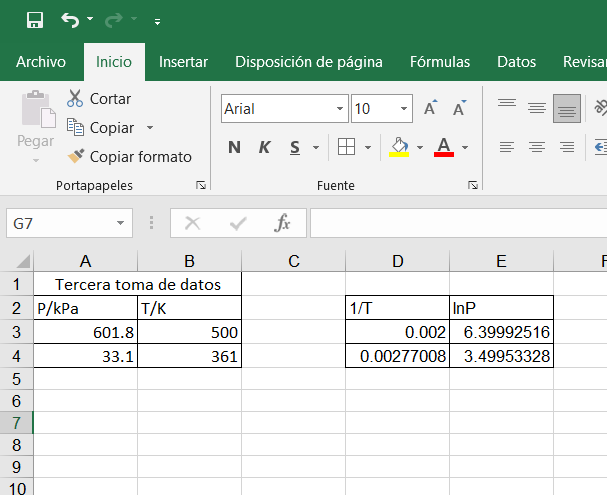 Archivo Inicio Insertar Disposición de página Fórmulas Datos Revisar
Cortar
Copiar
Pegar
Copiar formato
Arial 10 A A
N K S A
Portapapeles Fuente
G7 fx
A B C D E F
1 Tercera toma de datos
2 P/kPa T/K 1/T lnP
3 601.8 500 0.002 6.39992516
4 33.1 361 0.00277008 3.49953328
5
6
7
8
9
10